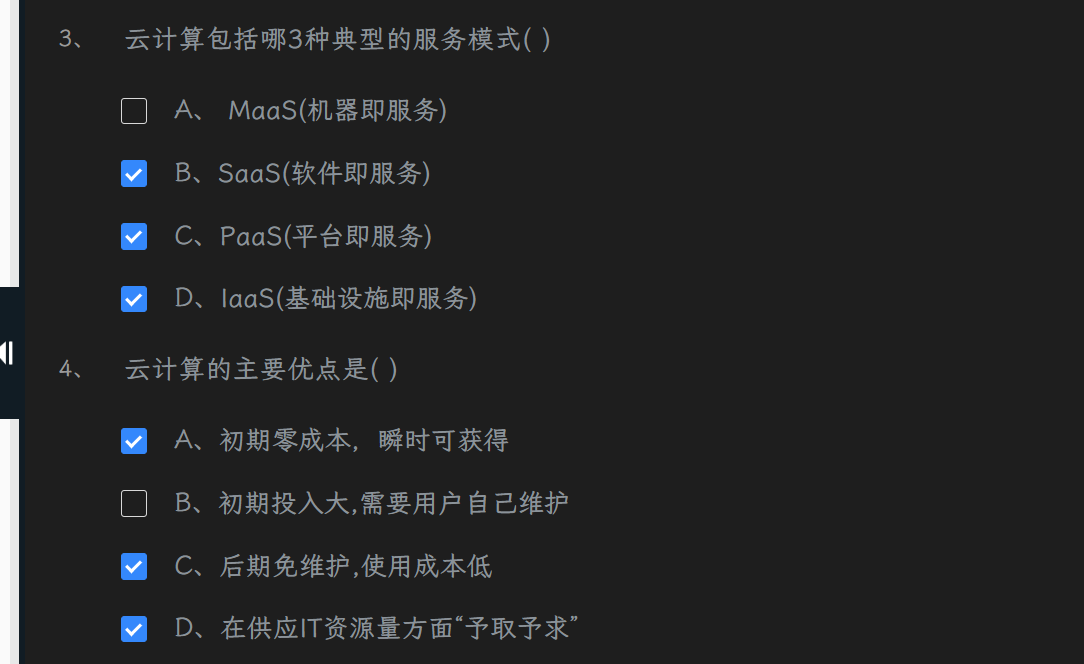 3、 云计算包括哪3种典型的服务模式( )
A、 MaaS(机器即服务)
B、SaaS(软件即服务)
C、PaaS(平台即服务)
D、IaaS(基础设施即服务)
4、 云计算的主要优点是( )
A、初期零成本，瞬时可获得
B、初期投入大,需要用户自己维护
C、后期免维护,使用成本低
D、在供应IT资源量方面“予取予求”